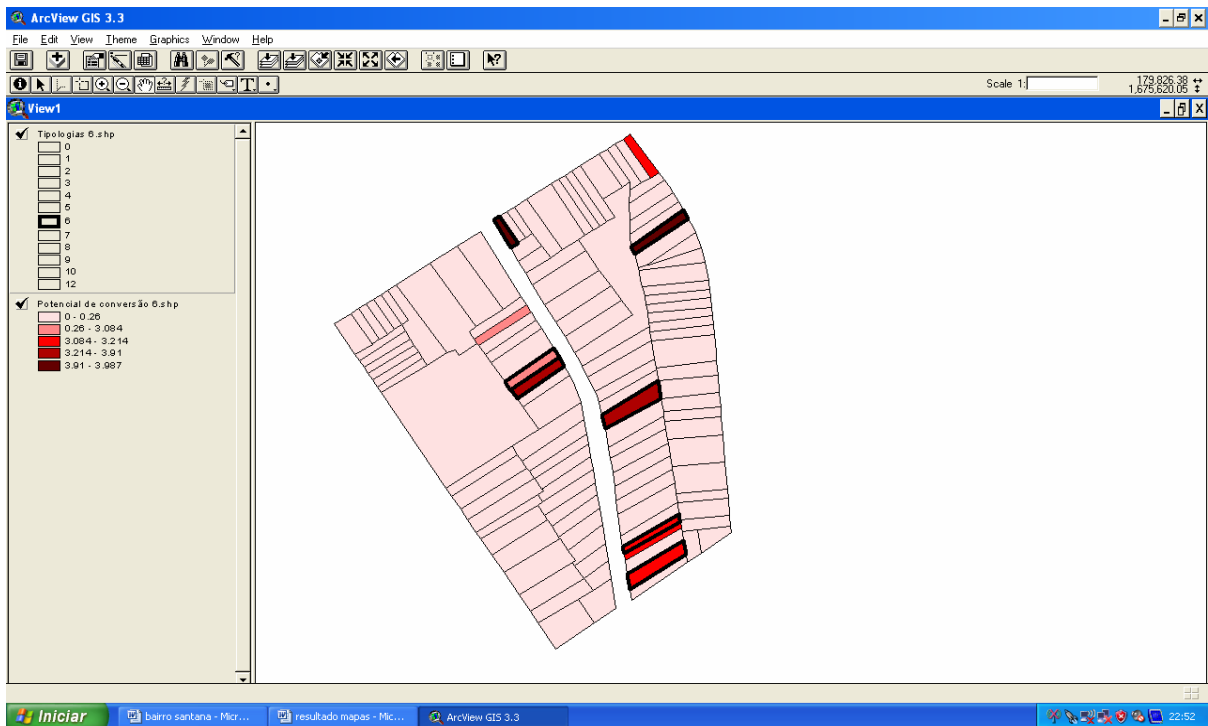 ArcView GIS 3.3
File Edit View Theme Graphics Window Help
Scale 1:
179,826.38
1,675,620.05
View1
Tipologias 6.shp
0
1
2
3
4
5
6
7
8
9
10
12
Potencial de conversão 6.shp
0 - 0.26
0.26 - 3.084
3.084 - 3.214
3.214 - 3.91
3.91 - 3.987
Iniciar
bairro santana - Micr...
resultado mapas - Mic...
ArcView GIS 3.3
22:52